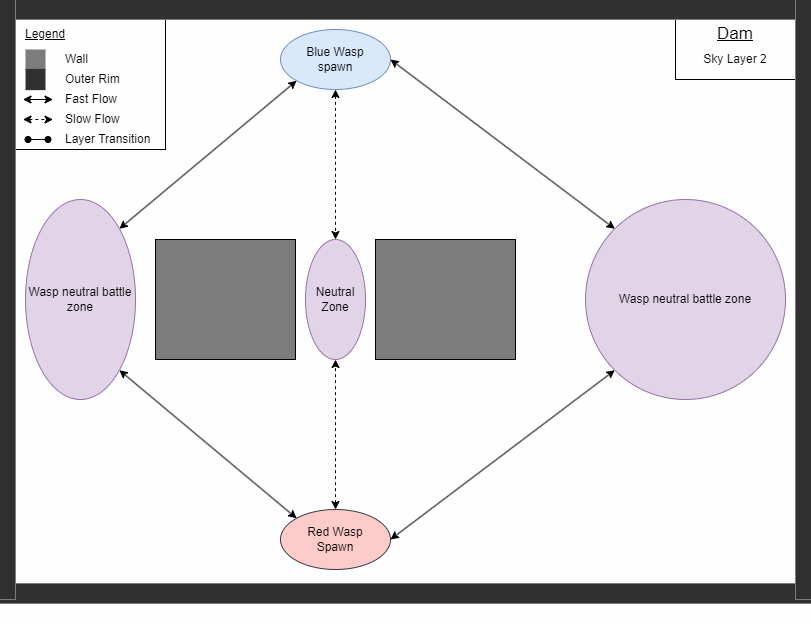 Legend
Wall
Outer Rim
Fast Flow
Slow Flow
Layer Transition
Dam
Sky Layer 2
Blue Wasp
spawn
Wasp neutral battle
zone
Neutral
Zone
Wasp neutral battle zone
Red Wasp
Spawn